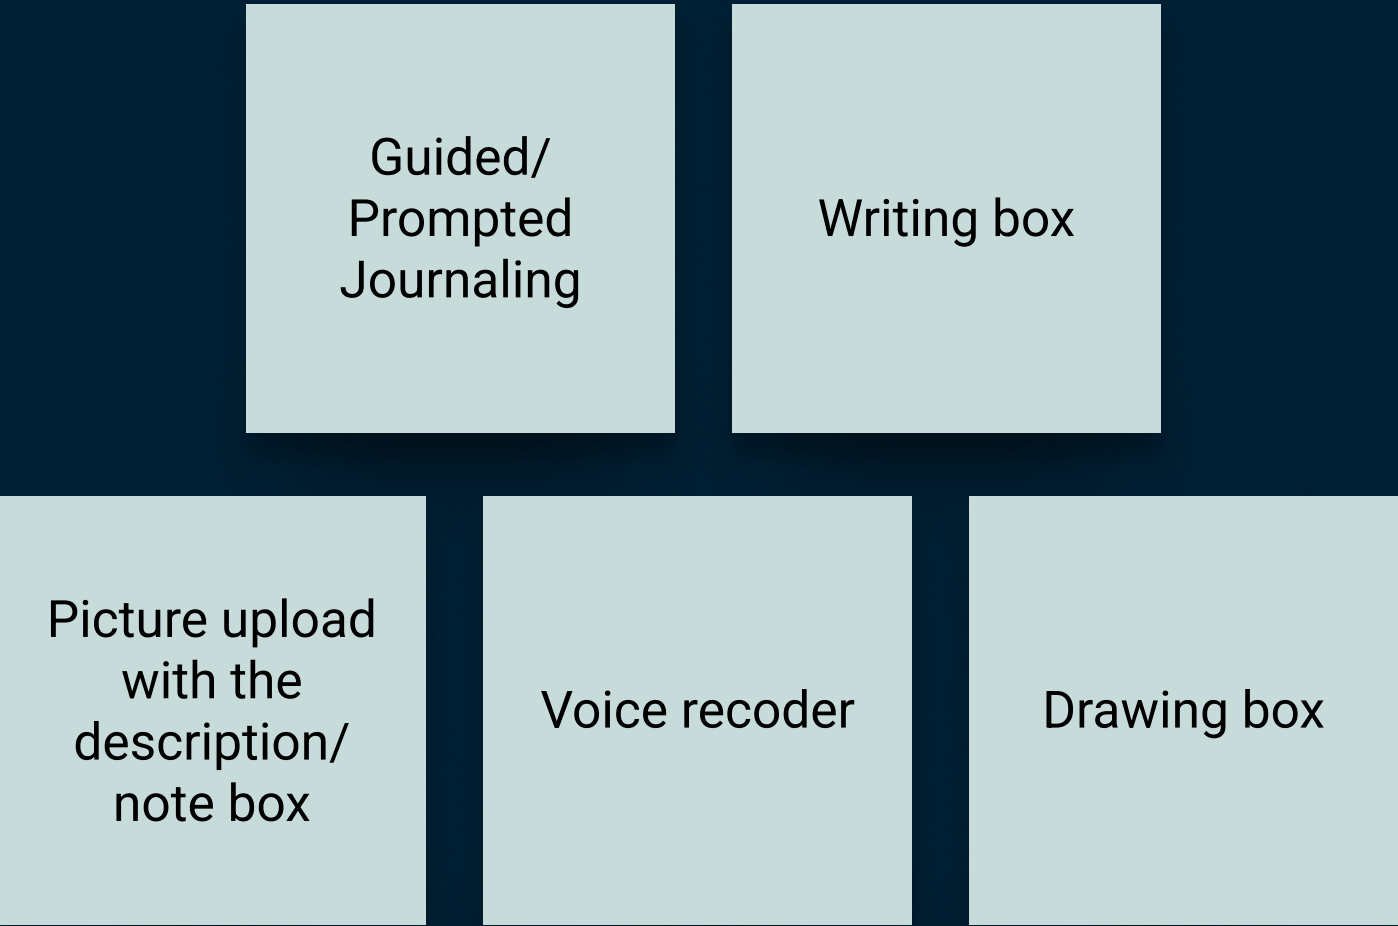 Guided/
Prompted
Journaling
Writing box
Picture upload
with the
description/
note box
Voice recoder
Drawing box